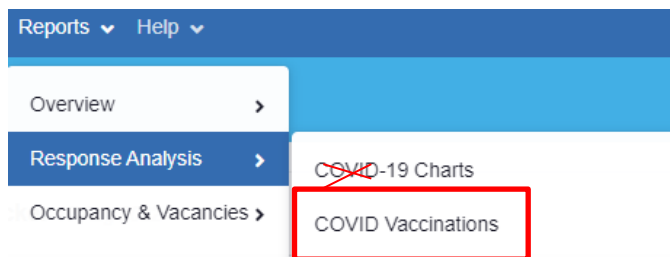 Reports Help
Overview
Response Analysis
COVID-19 Charts
Occupancy & Vacancies
COVID Vaccinations